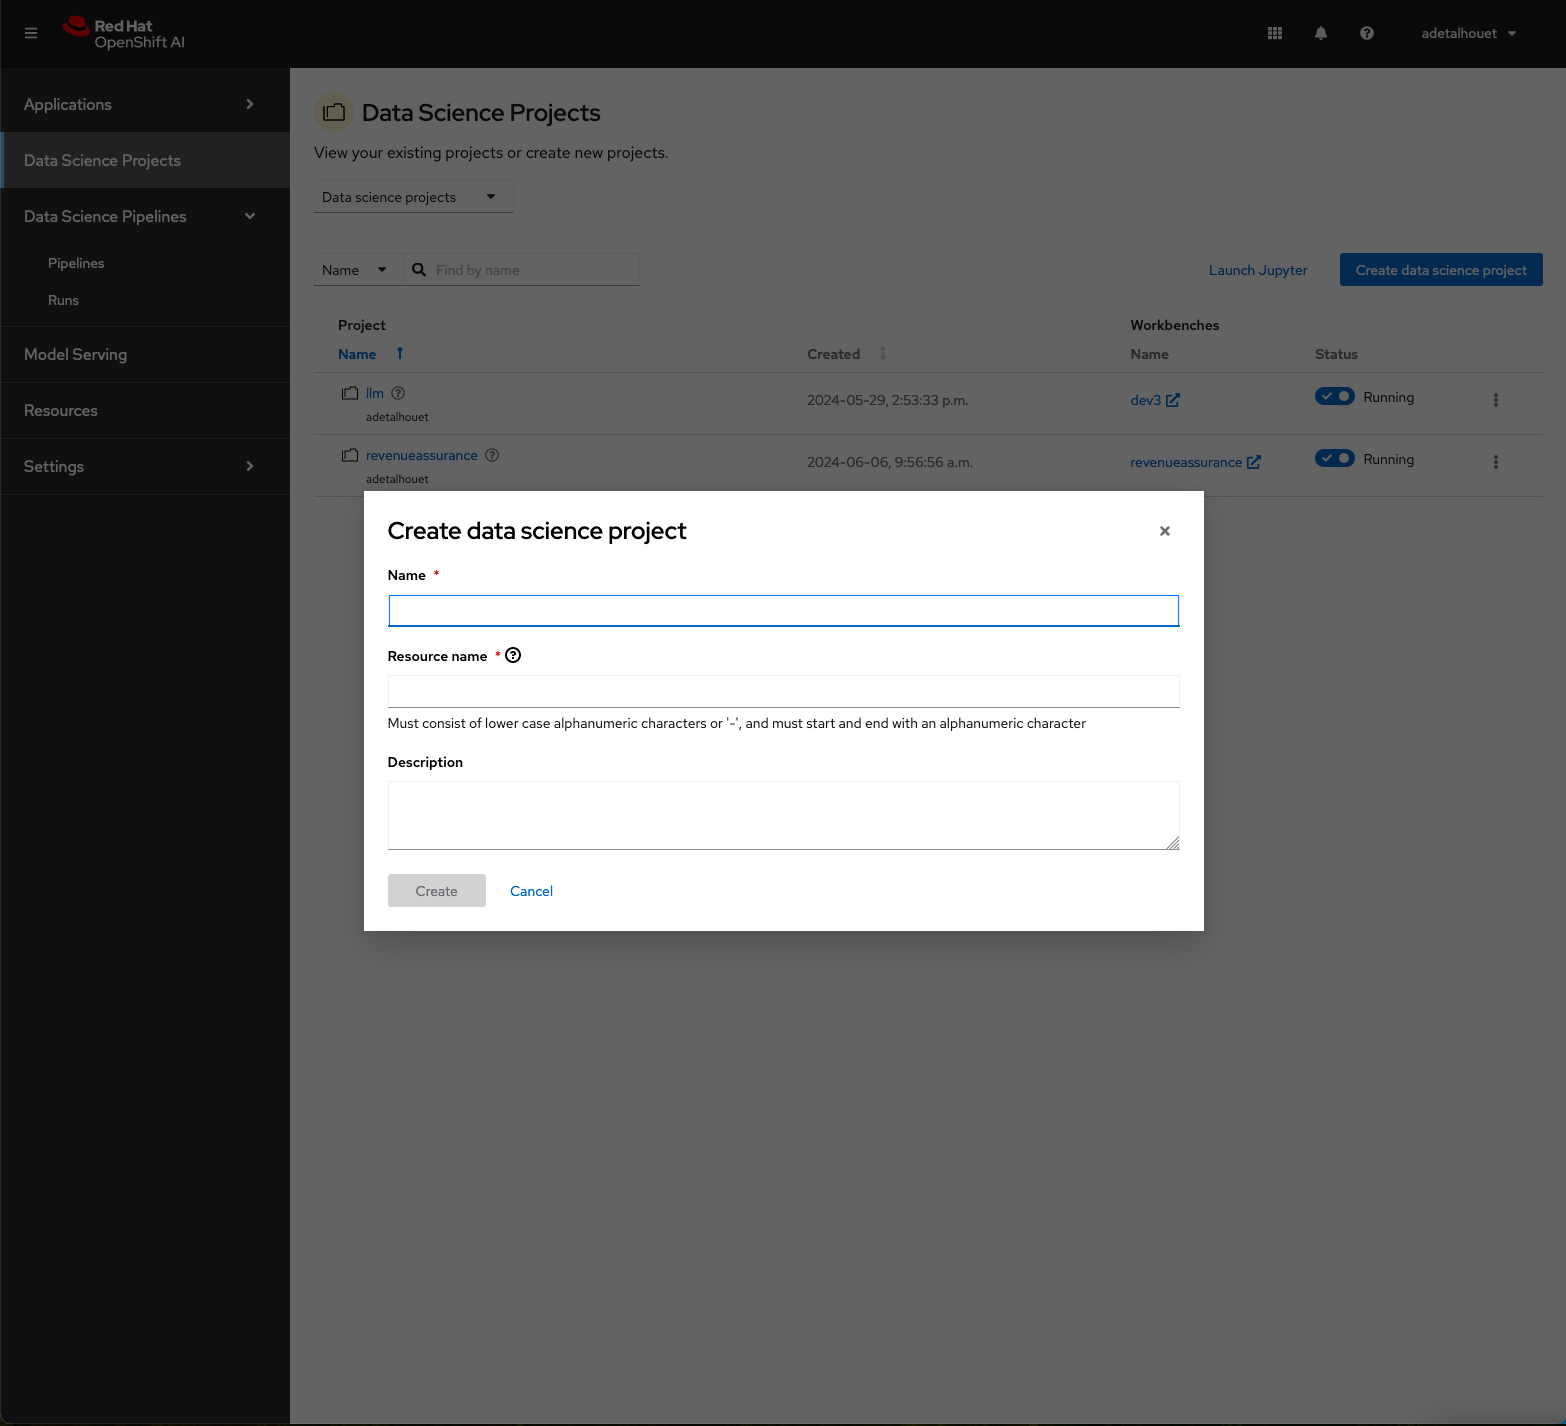 Red Hat
OpenShift AI
adetalhouet
Applications
Data Science Projects
Data Science Pipelines
Pipelines
Runs
Model Serving
Resources
Settings
Data Science Projects
View your existing projects or create new projects.
Data science projects
Name
Find by name
Launch Jupyter
Create data science project
Project
Workbenches
Name
Created
Name
Status
llm
adetalhouet
2024-05-29, 2:53:33 p.m.
dev3
Running
revenueassurance
adetalhouet
2024-06-06, 9:56:56 a.m.
revenueassurance
Running
Create data science project
Name *
Resource name *
Must consist of lower case alphanumeric characters or '-', and must start and end with an alphanumeric character
Description
Create
Cancel